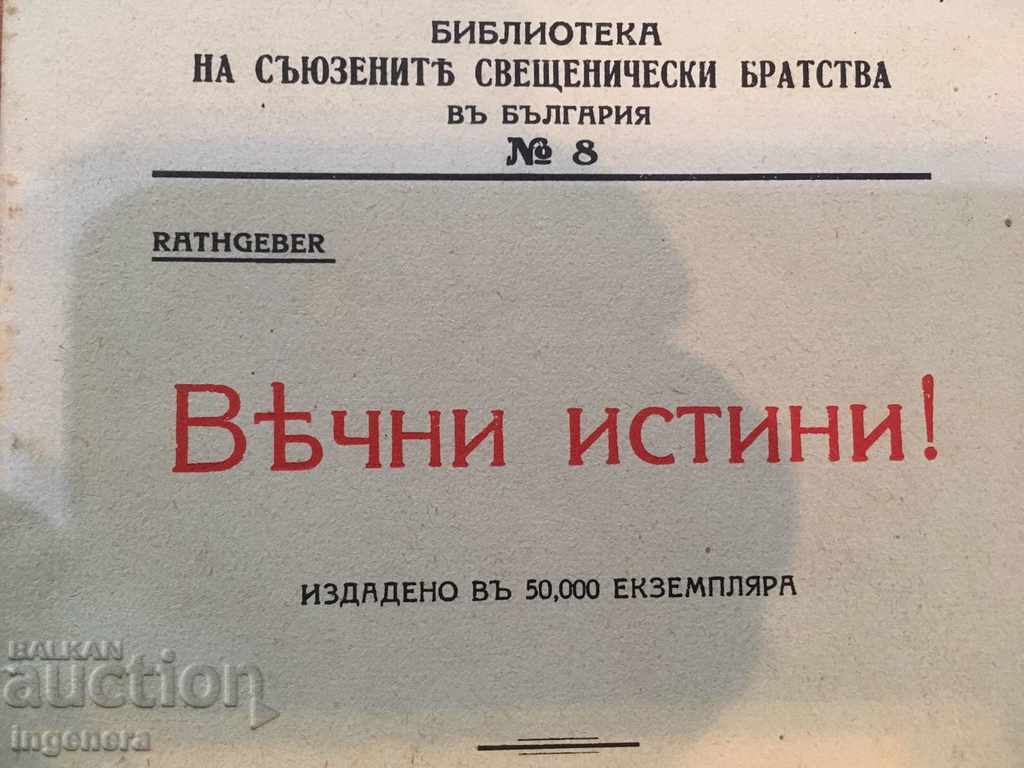 БИБЛИОТЕКА
НА СЪЮЗЕНИТѢ СВЕЩЕНИЧЕСКИ БРАТСТВА
ВЪ БЪЛГАРИЯ
№ 8
RATHGEBER
Вѣчни истини!
ИЗДАДЕНО ВЪ 50,000 ЕКЗЕМПЛЯРА
BALKAN
auction
ingenera